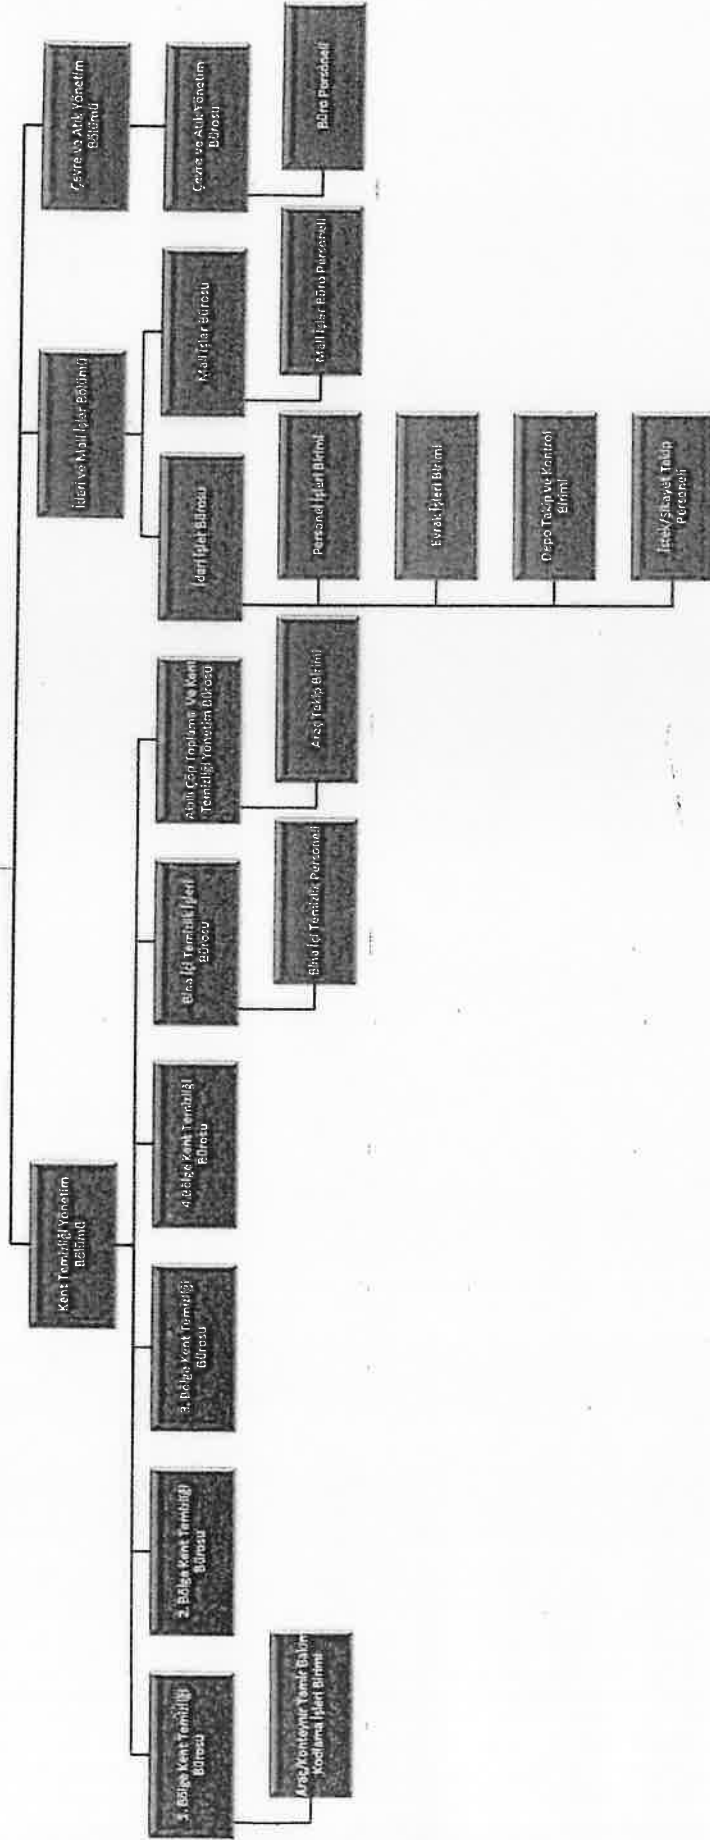 Kent Temizliği Yönetim
Bölümü
İdari ve Mali İşler Bölümü
Çevre ve Atık Yönetim
Bölümü
1. Bölge Kent Temizliği
Bürosu
2. Bölge Kent Temizliği
Bürosu
3. Bölge Kent Temizliği
Bürosu
4.Bölge Kent Temizliği
Bürosu
Bina İçi Temizlik İşleri
Bürosu
Çöp Toplama Ve Kent
Temizliği Yönetim Bürosu
İdari İşler Bürosu
Mali İşler Bürosu
Çevre ve Atık Yönetim
Bürosu
Araç/Konteynır Tamir Bakım
Kodlama İşleri Birimi
Bina İçi Temizlik Personeli
Araç Takip Birimi
Personel İşleri Birimi
Mali İşler Büro Personeli
Büro Personeli
Evrak İşleri Birimi
Depo Takip ve Kontrol
Birimi
İstek/Şikayet Takip
Personeli